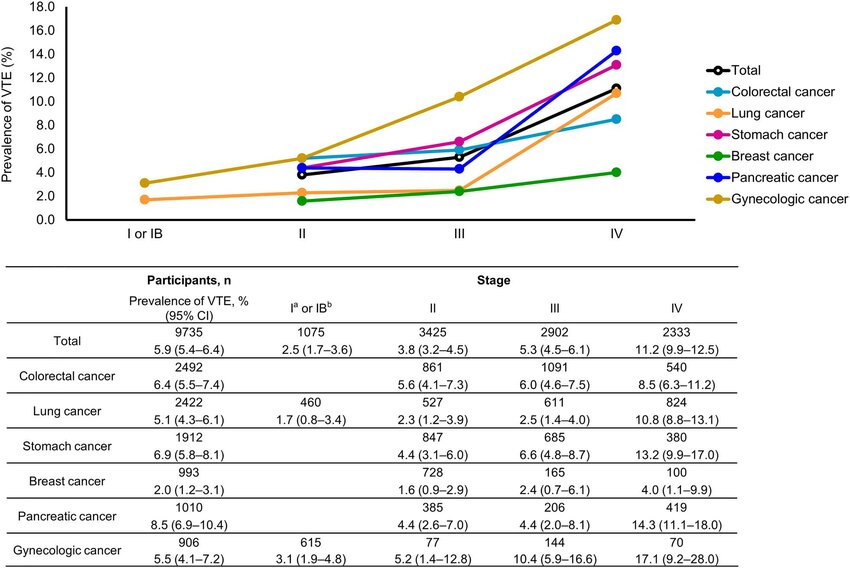 18.0
16.0
14.0
12.0
10.0
8.0
6.0
4.0
2.0
0.0
Prevalence of VTE (%)
I or IB II III IV
Total
Colorectal cancer
Lung cancer
Stomach cancer
Breast cancer
Pancreatic cancer
Gynecologic cancer
Participants, n Stage
Prevalence of VTE, % (95% CI) Iᵃ or IBᵇ II III IV
Total 9735 1075 3425 2902 2333
5.9 (5.4–6.4) 2.5 (1.7–3.6) 3.8 (3.2–4.5) 5.3 (4.5–6.1) 11.2 (9.9–12.5)
Colorectal cancer 2492 861 1091 540
6.4 (5.5–7.4) 5.6 (4.1–7.3) 6.0 (4.6–7.5) 8.5 (6.3–11.2)
Lung cancer 2422 460 527 611 824
5.1 (4.3–6.1) 1.7 (0.8–3.4) 2.3 (1.2–3.9) 2.5 (1.4–4.0) 10.8 (8.8–13.1)
Stomach cancer 1912 847 685 380
6.9 (5.8–8.1) 4.4 (3.1–6.0) 6.6 (4.8–8.7) 13.2 (9.9–17.0)
Breast cancer 993 728 165 100
2.0 (1.2–3.1) 1.6 (0.9–2.9) 2.4 (0.7–6.1) 4.0 (1.1–9.9)
Pancreatic cancer 1010 385 206 419
8.5 (6.9–10.4) 4.4 (2.6–7.0) 4.4 (2.0–8.1) 14.3 (11.1–18.0)
Gynecologic cancer 906 615 77 144 70
5.5 (4.1–7.2) 3.1 (1.9–4.8) 5.2 (1.4–12.8) 10.4 (5.9–16.6) 17.1 (9.2–28.0)